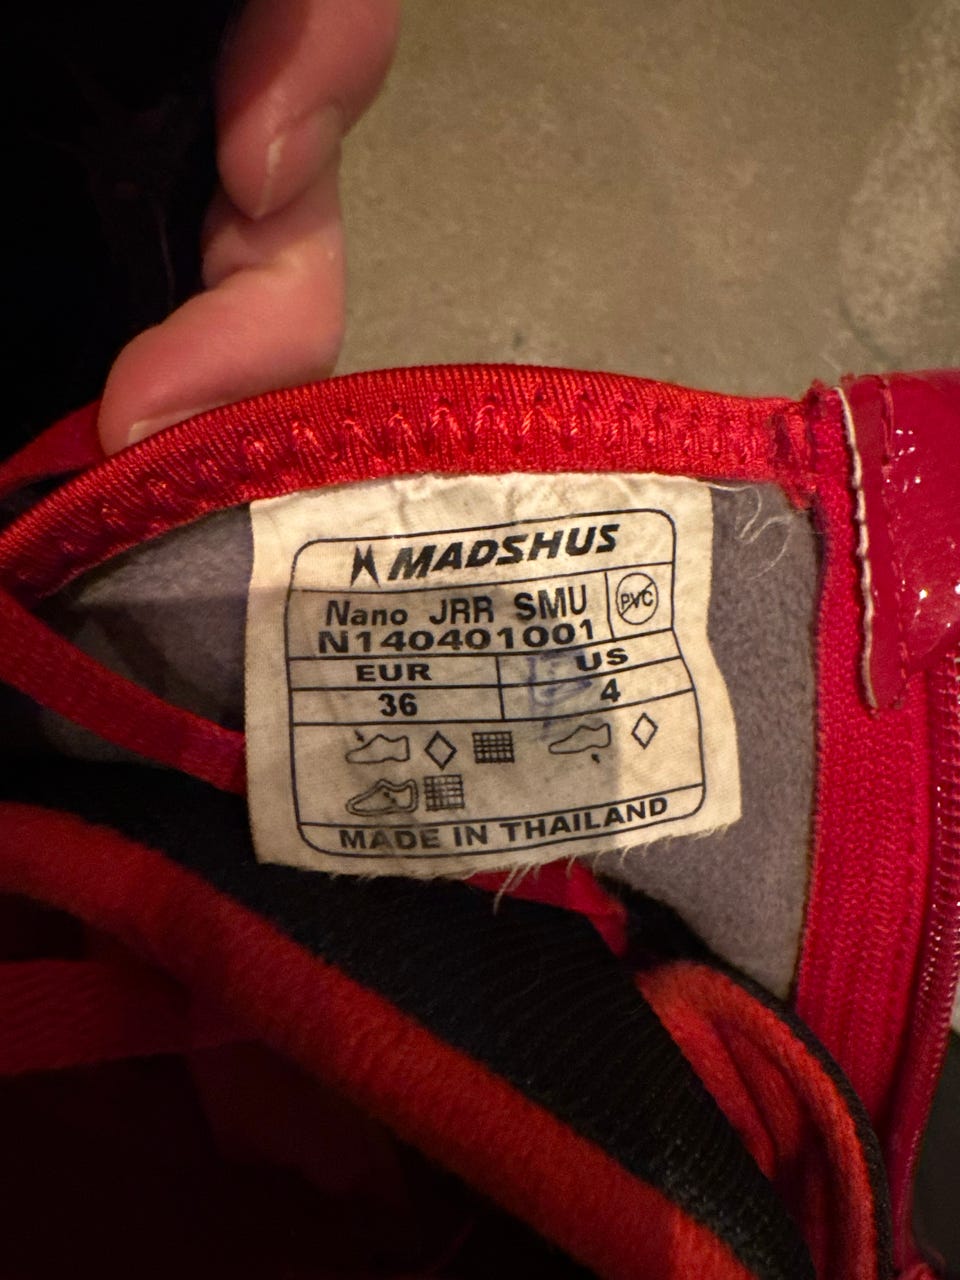 MADSHUS
Nano JRR SMU PVC
N140401001
EUR US
36 4
MADE IN THAILAND